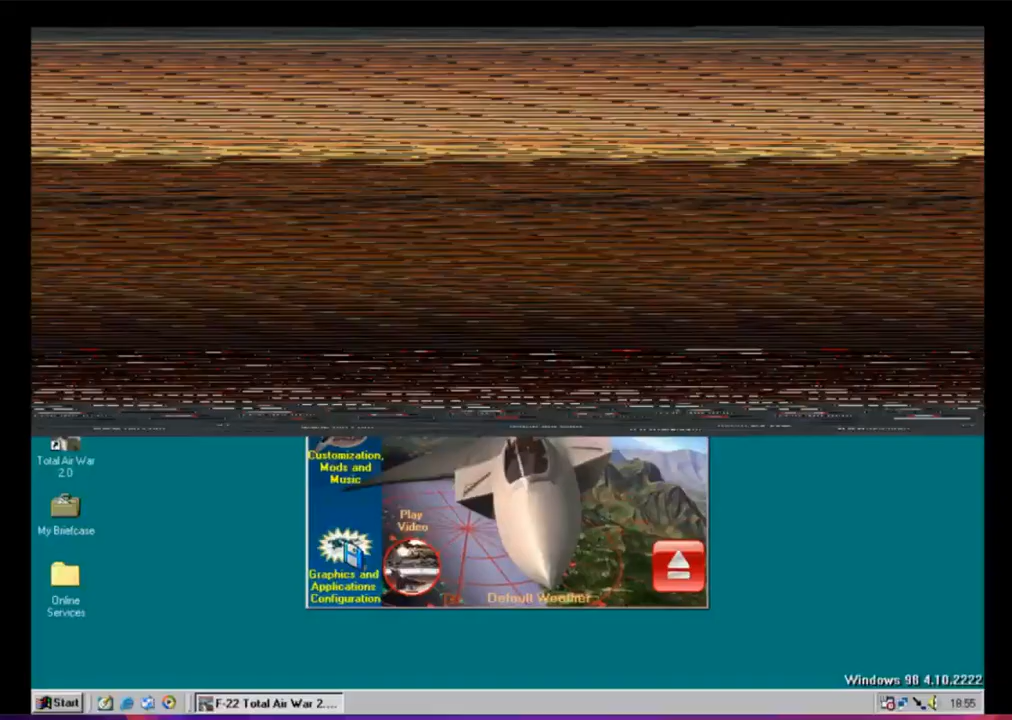 Total Air War
2.0
My Briefcase
Online
Services
Customization,
Mods and
Music
Play
Video
Graphics and
Applications
Configuration
Default Weather
Windows 98 4.10.2222
Start
F-22 Total Air War 2....
18:55